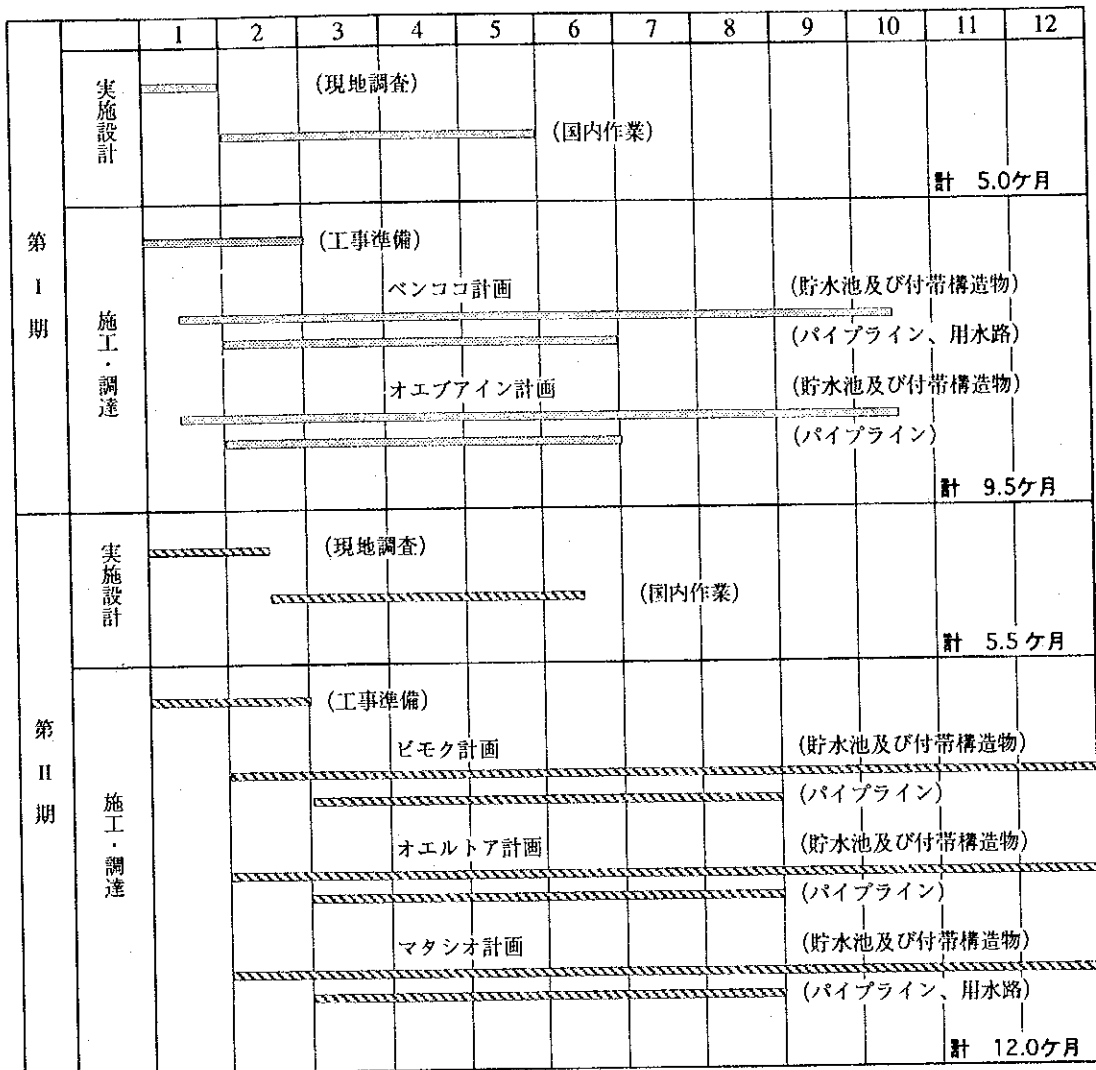 1 2 3 4 5 6 7 8 9 10 11 12
第Ⅰ期
実施設計
(現地調査)
(国内作業)
計 5.0ケ月
施工・調達
(工事準備)
ベンココ計画
(貯水池及び付帯構造物)
(パイプライン、用水路)
オエブアイン計画
(貯水池及び付帯構造物)
(パイプライン)
計 9.5ケ月
第Ⅱ期
実施設計
(現地調査)
(国内作業)
計 5.5ケ月
施工・調達
(工事準備)
ビモク計画
(貯水池及び付帯構造物)
(パイプライン)
オエルトア計画
(貯水池及び付帯構造物)
(パイプライン)
マタシオ計画
(貯水池及び付帯構造物)
(パイプライン、用水路)
計 12.0ケ月